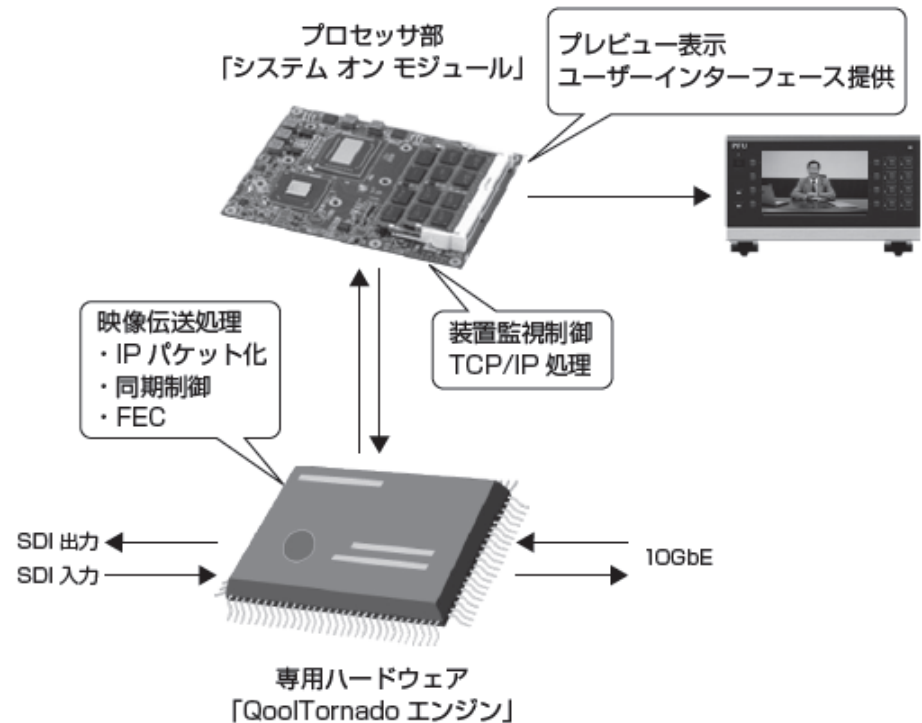 プロセッサ部
「システム オン モジュール」
プレビュー表示
ユーザーインターフェース提供
PFU
映像伝送処理
・IP パケット化
・同期制御
・FEC
装置監視制御
TCP/IP 処理
SDI 出力
SDI 入力
10GbE
専用ハードウェア
「QoolTornado エンジン」